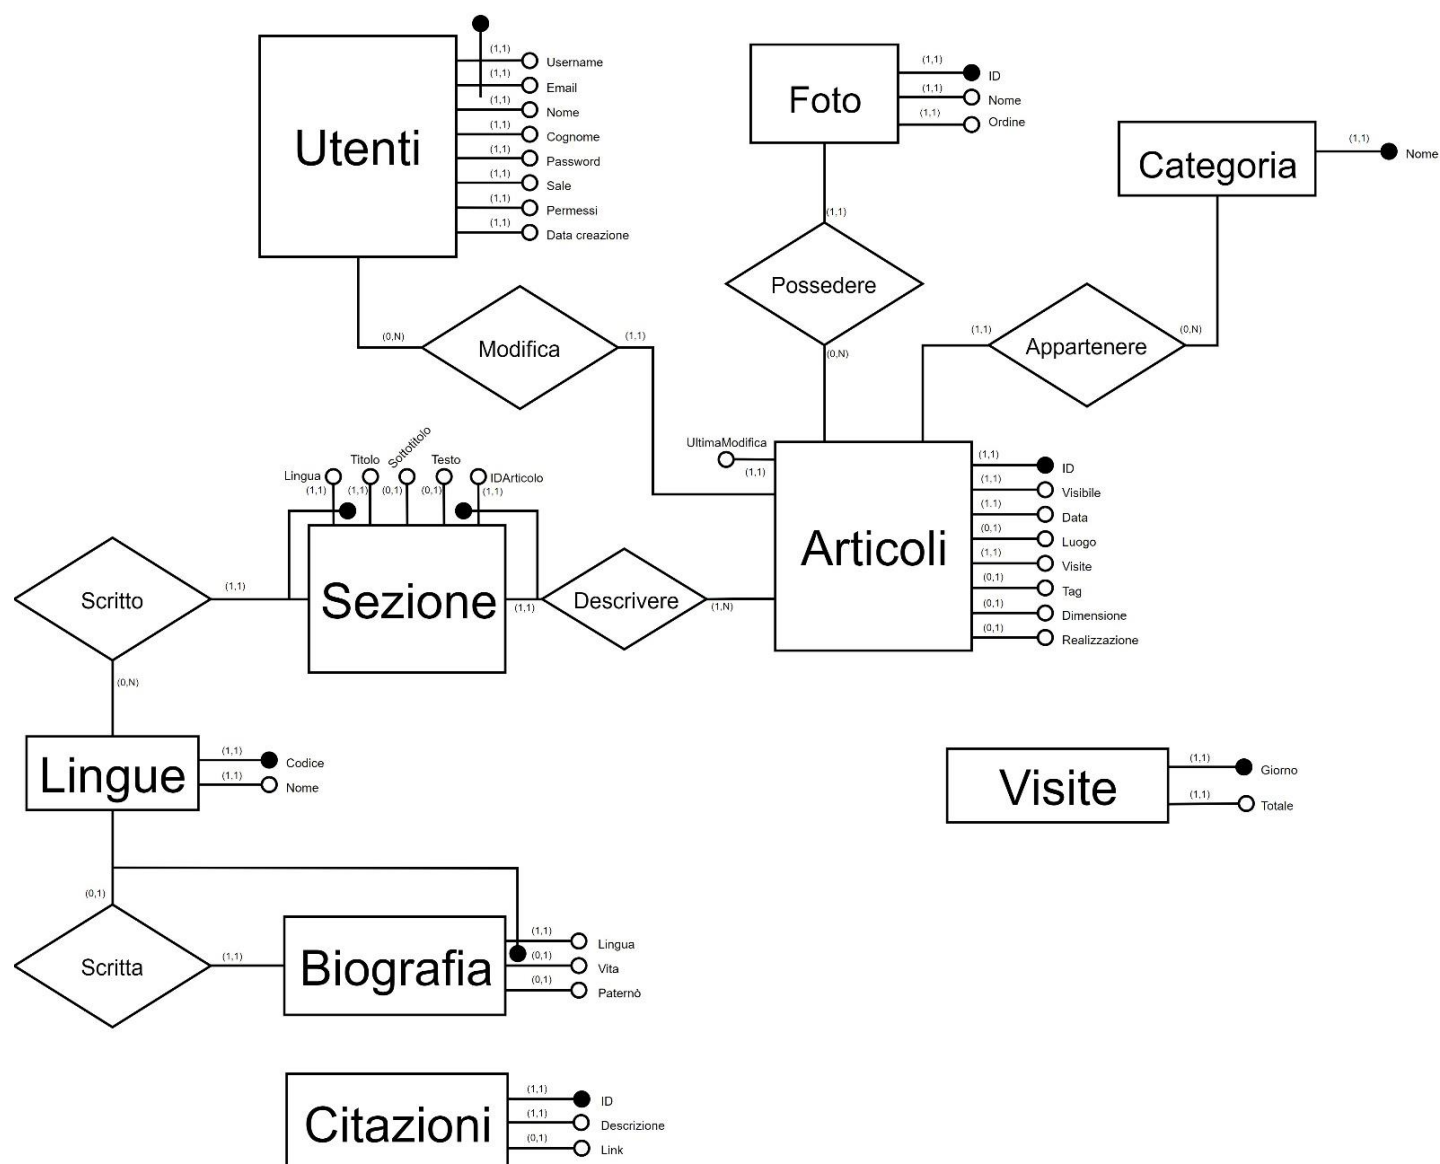 Utenti
(1,1) Username
(1,1) Email
(1,1) Nome
(1,1) Cognome
(1,1) Password
(1,1) Sale
(1,1) Permessi
(1,1) Data creazione
Foto
(1,1) ID
(1,1) Nome
(1,1) Ordine
Categoria
(1,1) Nome
(1,1)
Possedere
(0,N)
(0,N)
Modifica
(1,1)
(1,1)
Appartenere
(0,N)
UltimaModifica
(1,1)
Articoli
(1,1) ID
(1,1) Visibile
(1,1) Data
(0,1) Luogo
(1,1) Visite
(0,1) Tag
(0,1) Dimensione
(0,1) Realizzazione
Lingua
(1,1)
Titolo
(1,1)
Sottotitolo
(0,1)
Testo
(0,1)
IDArticolo
(1,1)
Scritto
(1,1)
Sezione
(1,1)
Descrivere
(1,N)
(0,N)
Lingue
(1,1) Codice
(1,1) Nome
Visite
(1,1) Giorno
(1,1) Totale
(0,1)
Scritta
(1,1)
Biografia
(1,1) Lingua
(0,1) Vita
(0,1) Paternò
Citazioni
(1,1) ID
(1,1) Descrizione
(0,1) Link